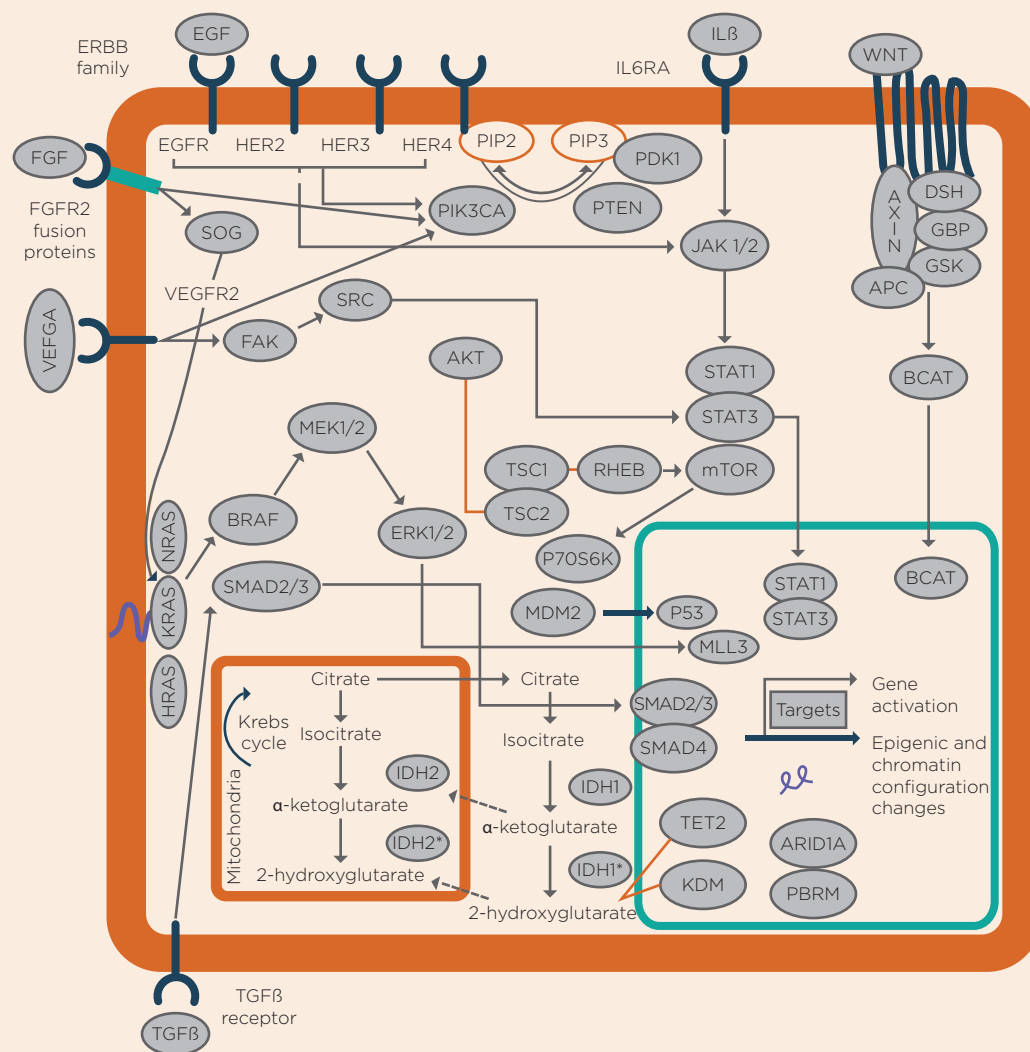 EGF
ILß
ERBB
family
IL6RA
WNT
EGFR
HER2
HER3
HER4
PIP2
PIP3
PDK1
FGF
FGFR2
fusion
proteins
SOG
PIK3CA
PTEN
AXIN
DSH
GBP
GSK
APC
JAK 1/2
VEGFR2
SRC
VEFGA
FAK
AKT
STAT1
STAT3
BCAT
MEK1/2
TSC1
RHEB
mTOR
TSC2
NRAS
BRAF
ERK1/2
P70S6K
KRAS
SMAD2/3
MDM2
P53
STAT1
STAT3
BCAT
MLL3
HRAS
Citrate
Citrate
SMAD2/3
SMAD4
Targets
Gene
activation
Krebs
cycle
Isocitrate
Isocitrate
Epigenic and
chromatin
configuration
changes
Mitochondria
IDH2
IDH1
α-ketoglutarate
α-ketoglutarate
TET2
ARID1A
IDH2*
IDH1*
KDM
PBRM
2-hydroxyglutarate
2-hydroxyglutarate
TGFß
receptor
TGFß